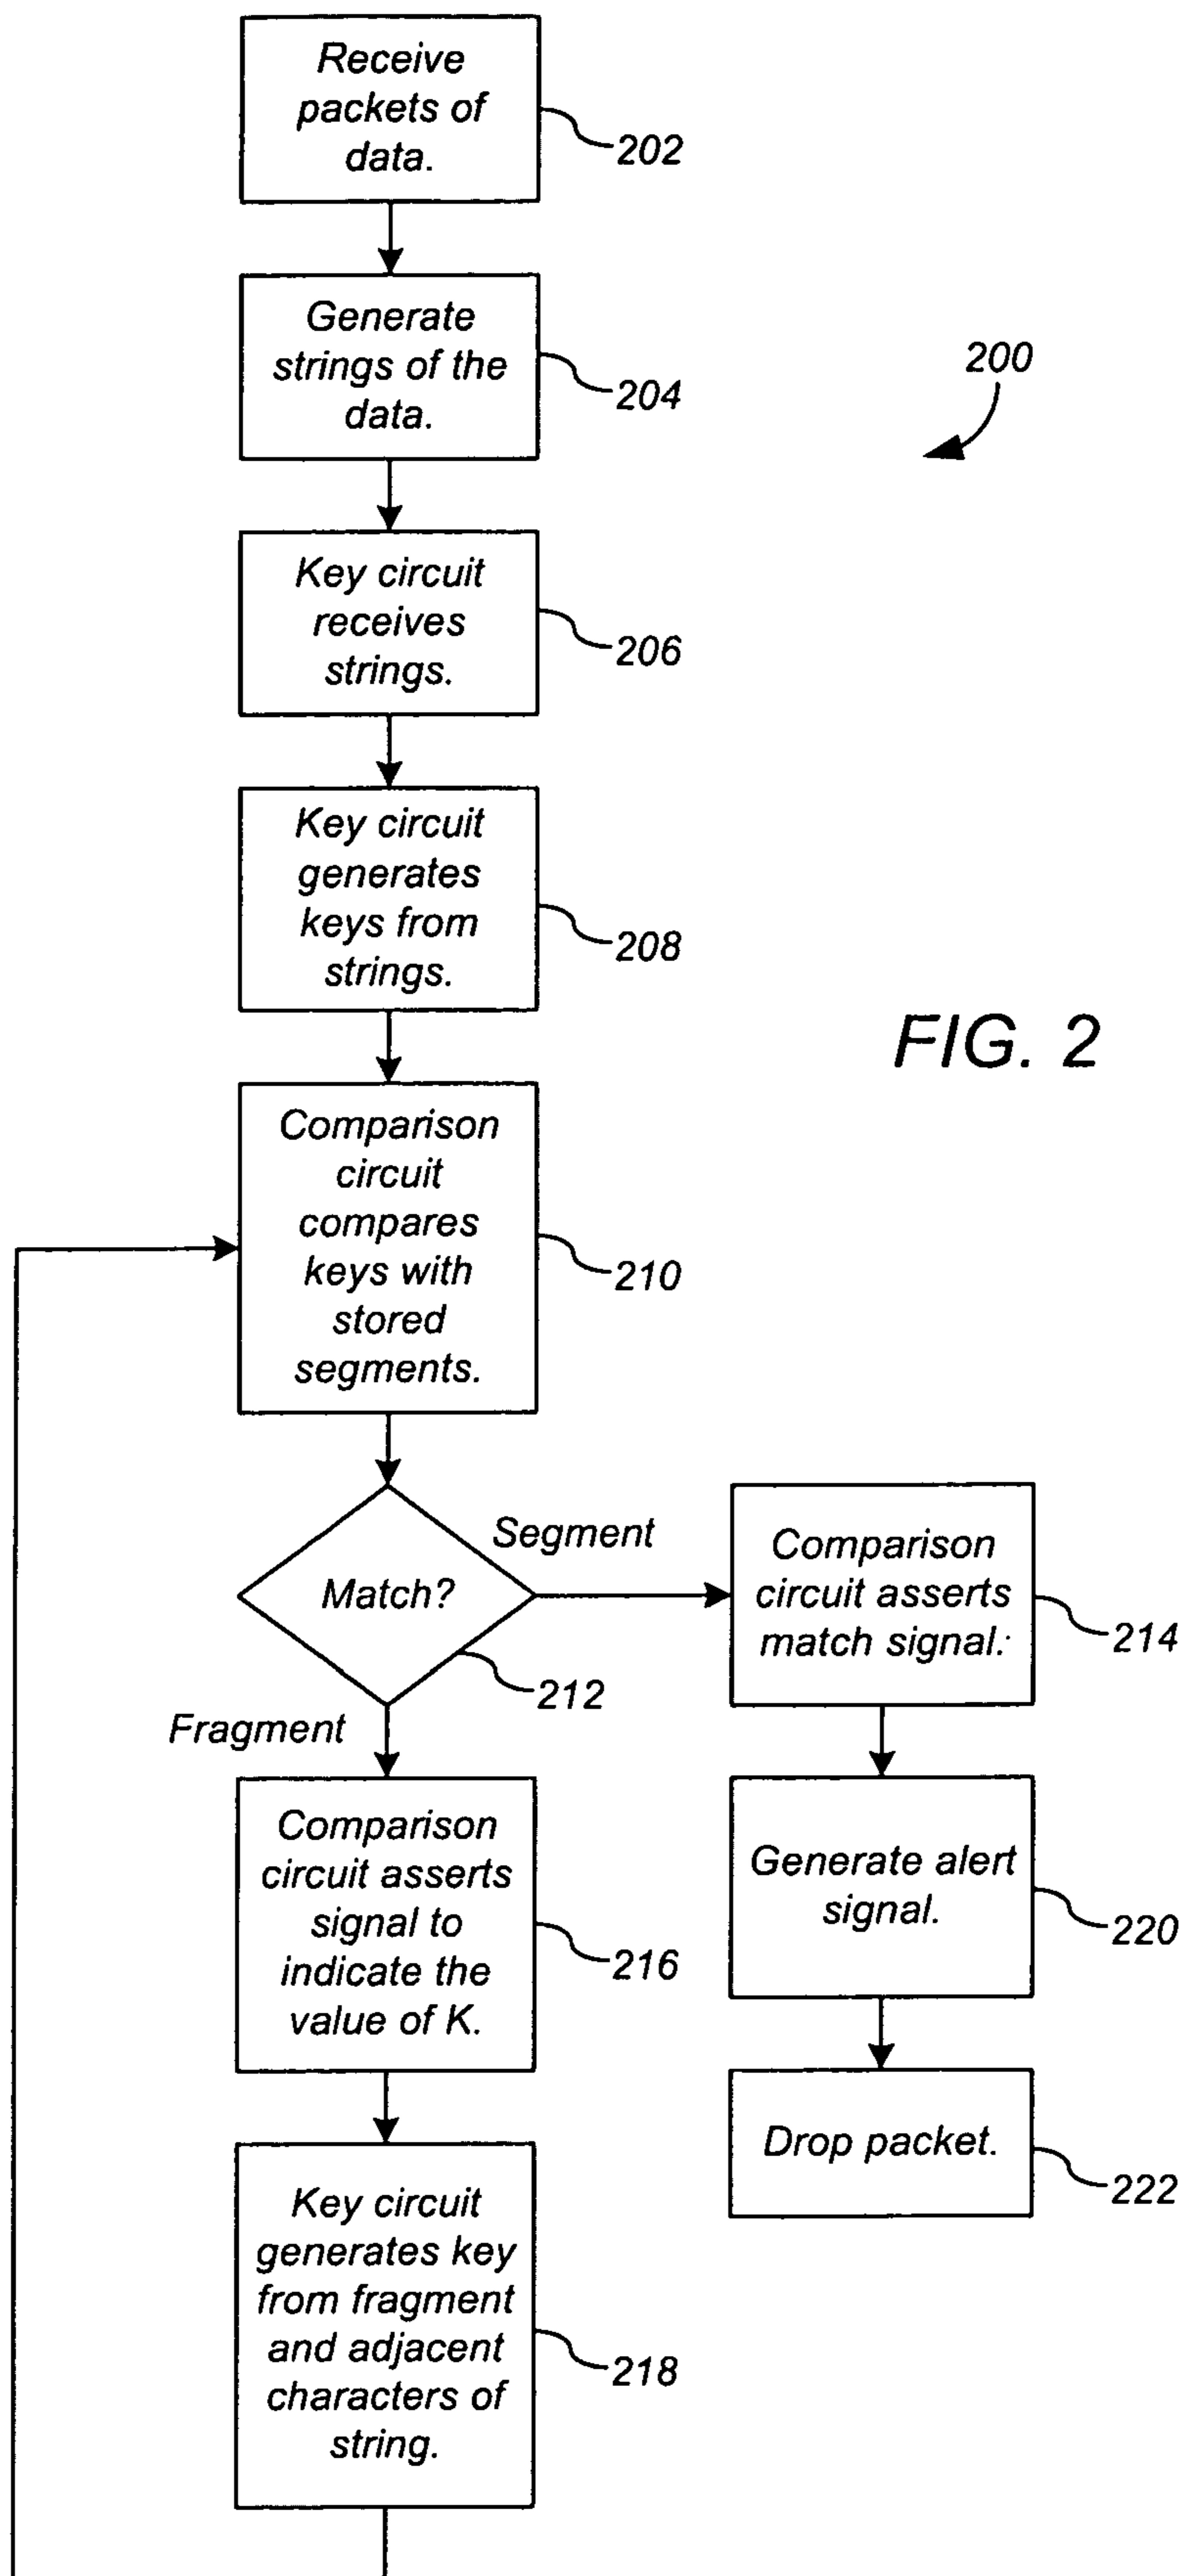 Receive
packets of
data.
202
Generate
strings of the
data.
204
200
Key circuit
receives
strings.
206
Key circuit
generates
keys from
strings.
208
FIG. 2
Comparison
circuit
compares
keys with
stored
segments.
210
Match?
212
Segment
Comparison
circuit asserts
match signal.
214
Fragment
Comparison
circuit asserts
signal to
indicate the
value of K.
216
Generate alert
signal.
220
Drop packet.
222
Key circuit
generates key
from fragment
and adjacent
characters of
string.
218